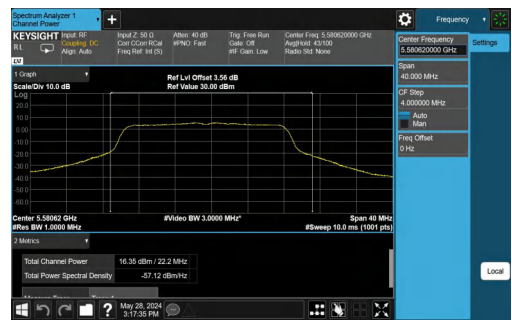 Spectrum Analyzer 1
Channel Power
Frequency
KEYSIGHT
RL
Input: RF
Coupling: DC
Align: Auto
Input Z: 50 Ω
Corr CCorr RCal
Freq Ref: Int (S)
Atten: 40 dB
#PNO: Fast
Trig: Free Run
Gate: Off
#IF Gain: Low
Center Freq: 5.580620000 GHz
Avg|Hold: 43/100
Radio Std: None
LXI
1 Graph
Scale/Div 10.0 dB
Ref Lvl Offset 3.56 dB
Ref Value 30.00 dBm
Log
20.0
10.0
0.00
-10.0
-20.0
-30.0
-40.0
-50.0
-60.0
Center 5.58062 GHz
#Res BW 1.0000 MHz
#Video BW 3.0000 MHz*
Span 40 MHz
#Sweep 10.0 ms (1001 pts)
2 Metrics
Total Channel Power 16.35 dBm / 22.2 MHz
Total Power Spectral Density -57.12 dBm/Hz
May 28, 2024
3:17:35 PM
Center Frequency
5.580620000 GHz
Span
40.000 MHz
CF Step
4.000000 MHz
Auto
Man
Freq Offset
0 Hz
Settings
Local